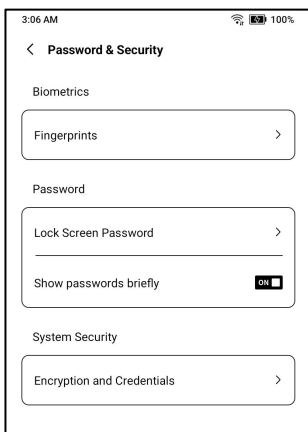 3:06 AM 100%
Password & Security
Biometrics
Fingerprints
Password
Lock Screen Password
Show passwords briefly ON
System Security
Encryption and Credentials